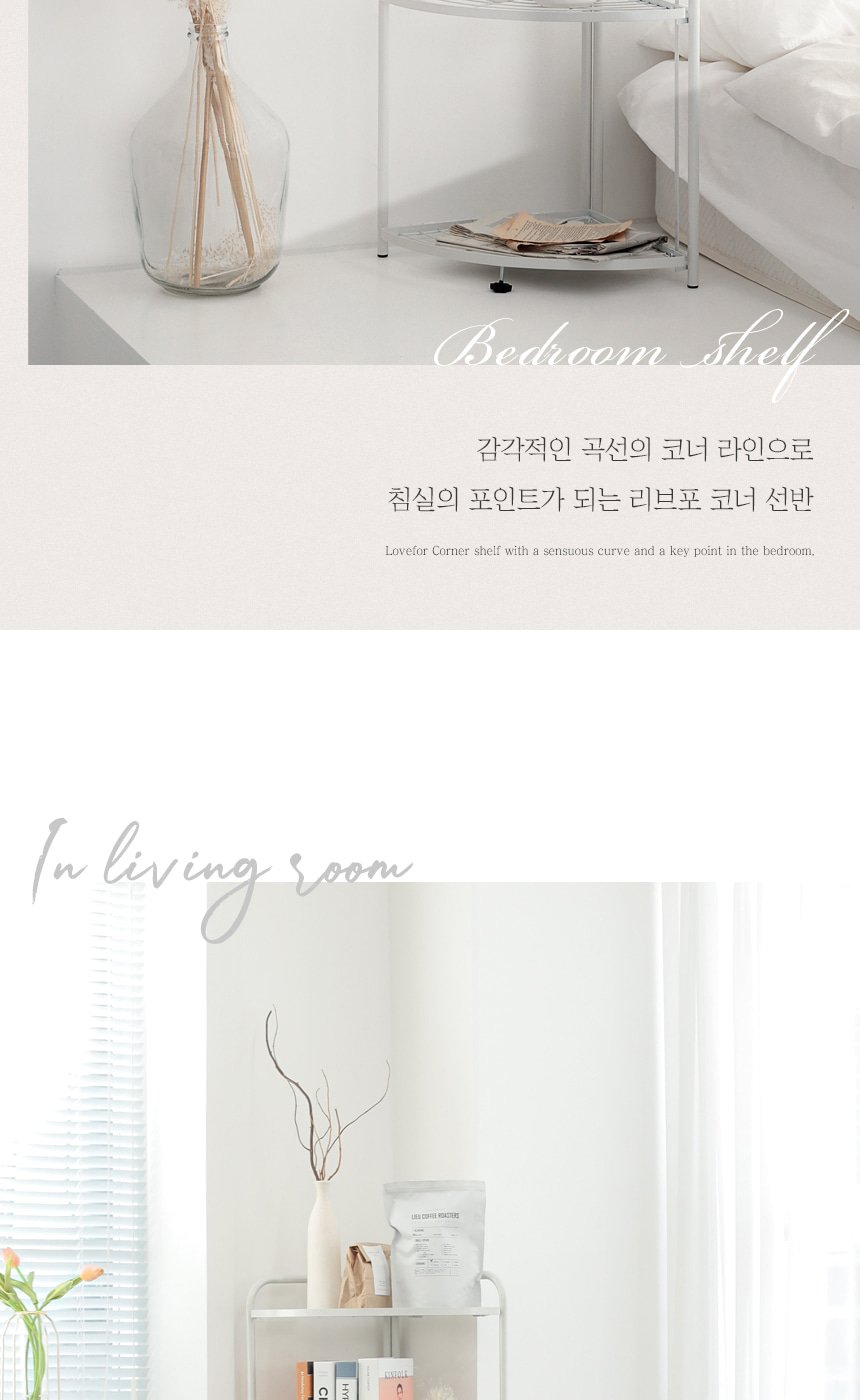 Bedroom shelf
감각적인 곡선의 코너 라인으로
침실의 포인트가 되는 리브포 코너 선반
Lovefor Corner shelf with a sensuous curve and a key point in the bedroom.
In living room
LIEU COFFEE ROASTERS
KINFOLK